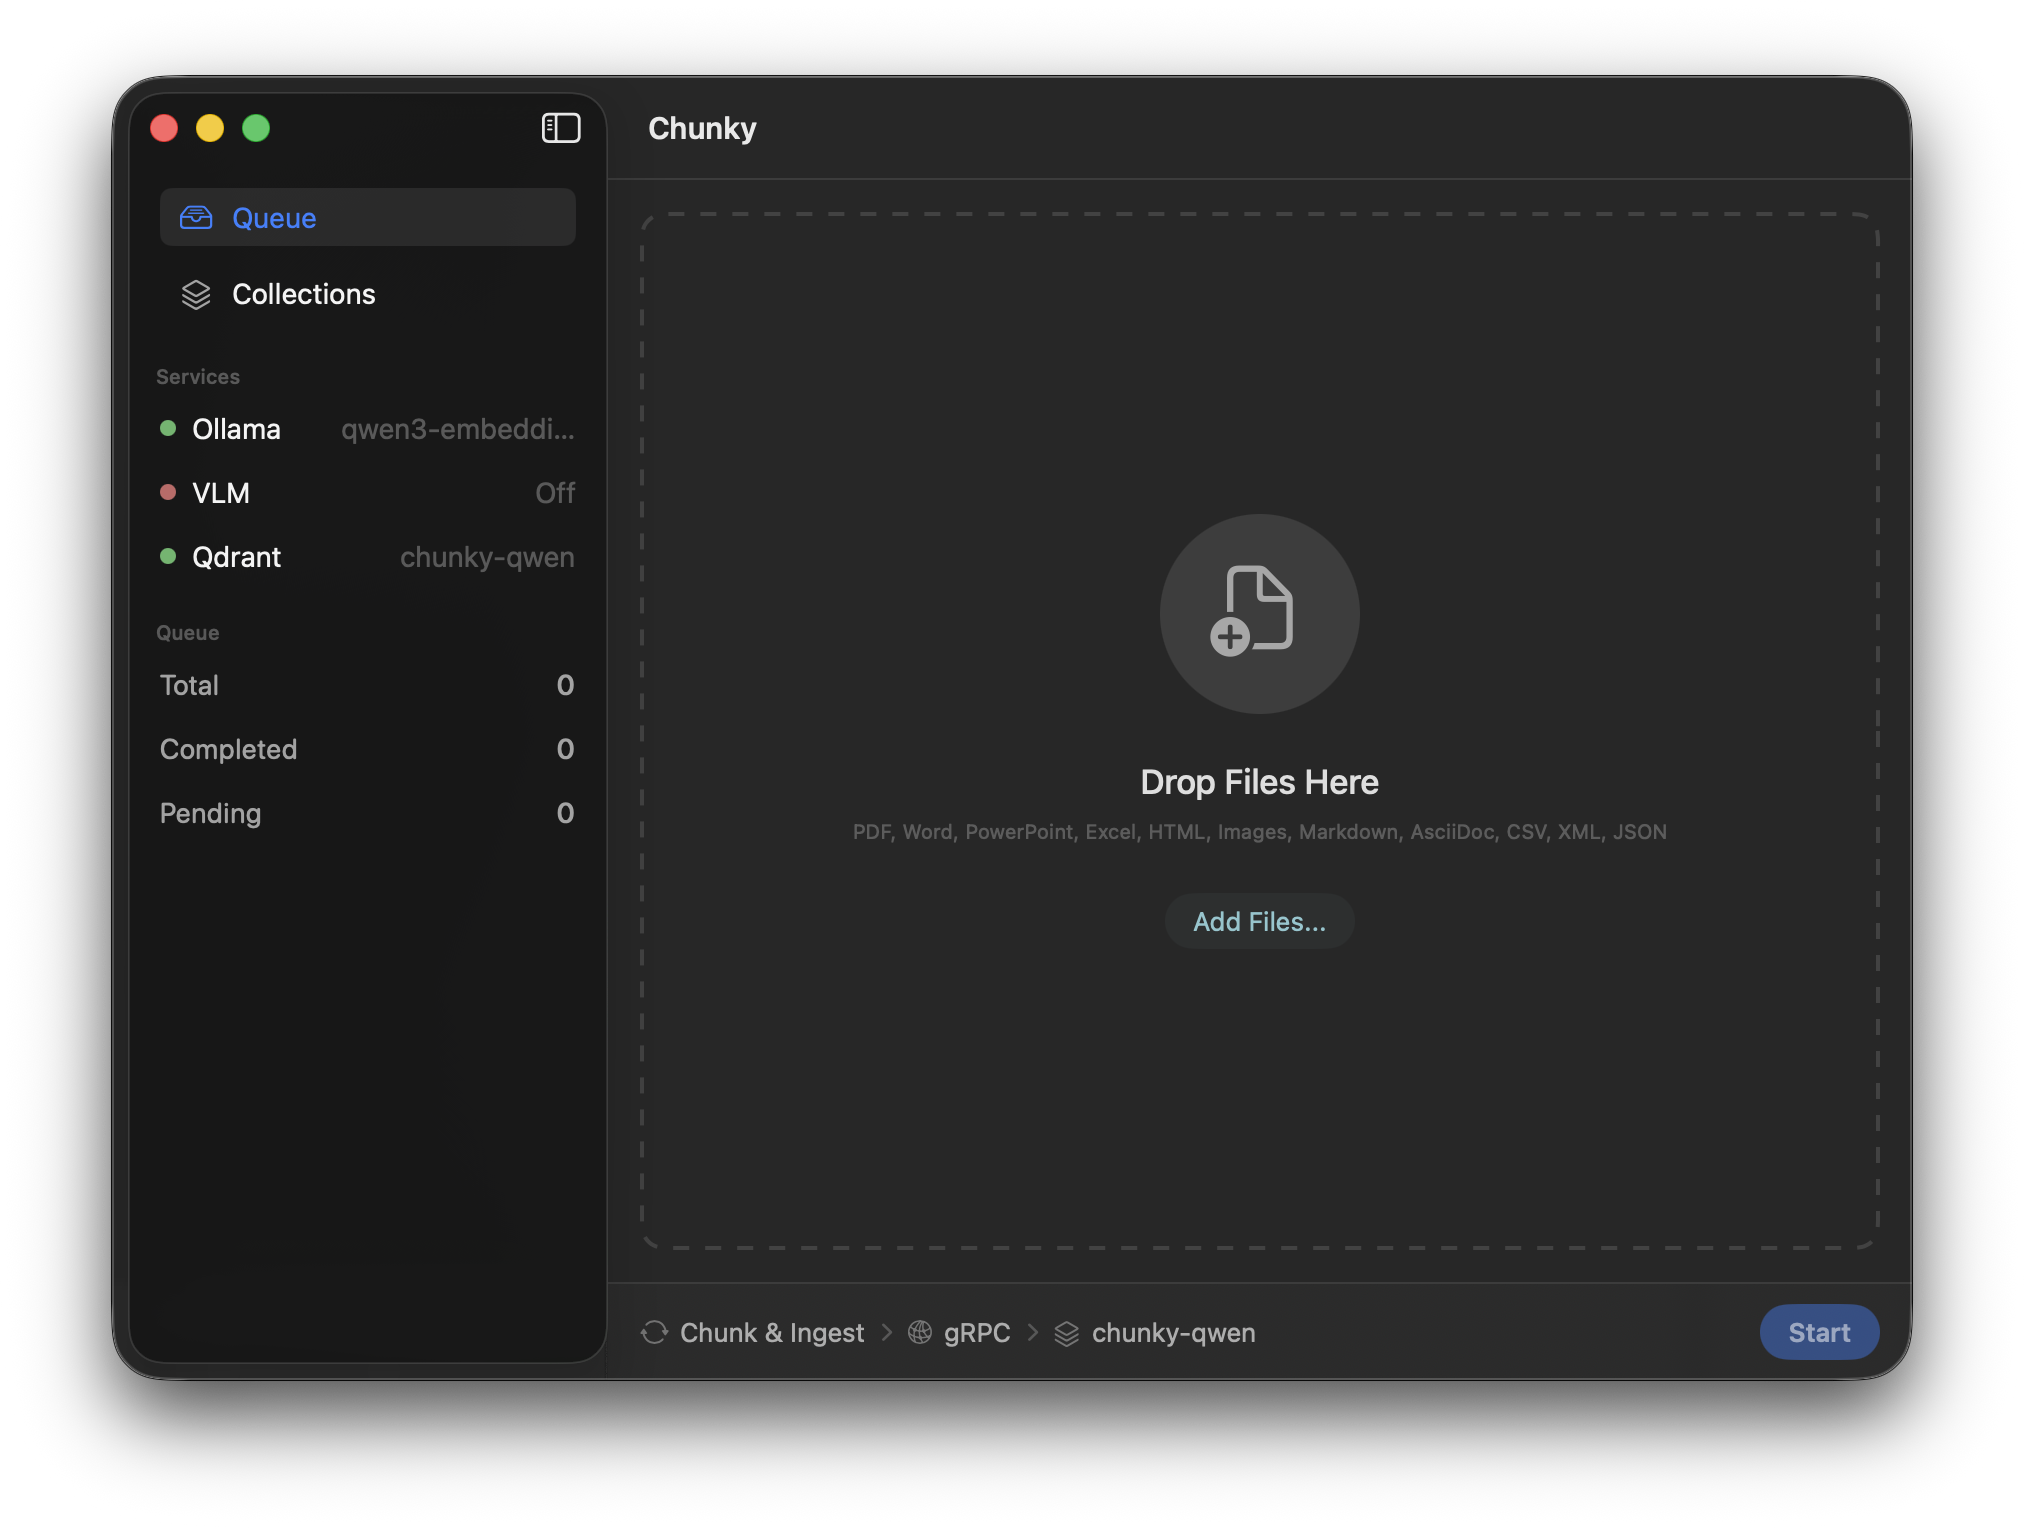 Chunky
Queue
Collections
Services
Ollama qwen3-embeddi...
VLM Off
Qdrant chunky-qwen
Queue
Total 0
Completed 0
Pending 0
Drop Files Here
PDF, Word, PowerPoint, Excel, HTML, Images, Markdown, AsciiDoc, CSV, XML, JSON
Add Files...
Chunk & Ingest > gRPC > chunky-qwen
Start